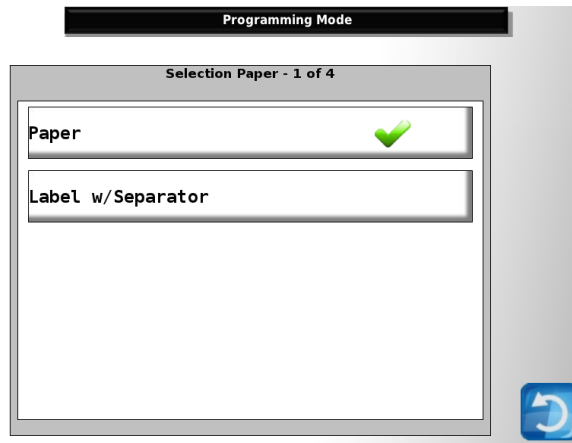 Programming Mode
Selection Paper - 1 of 4
Paper
Label w/Separator